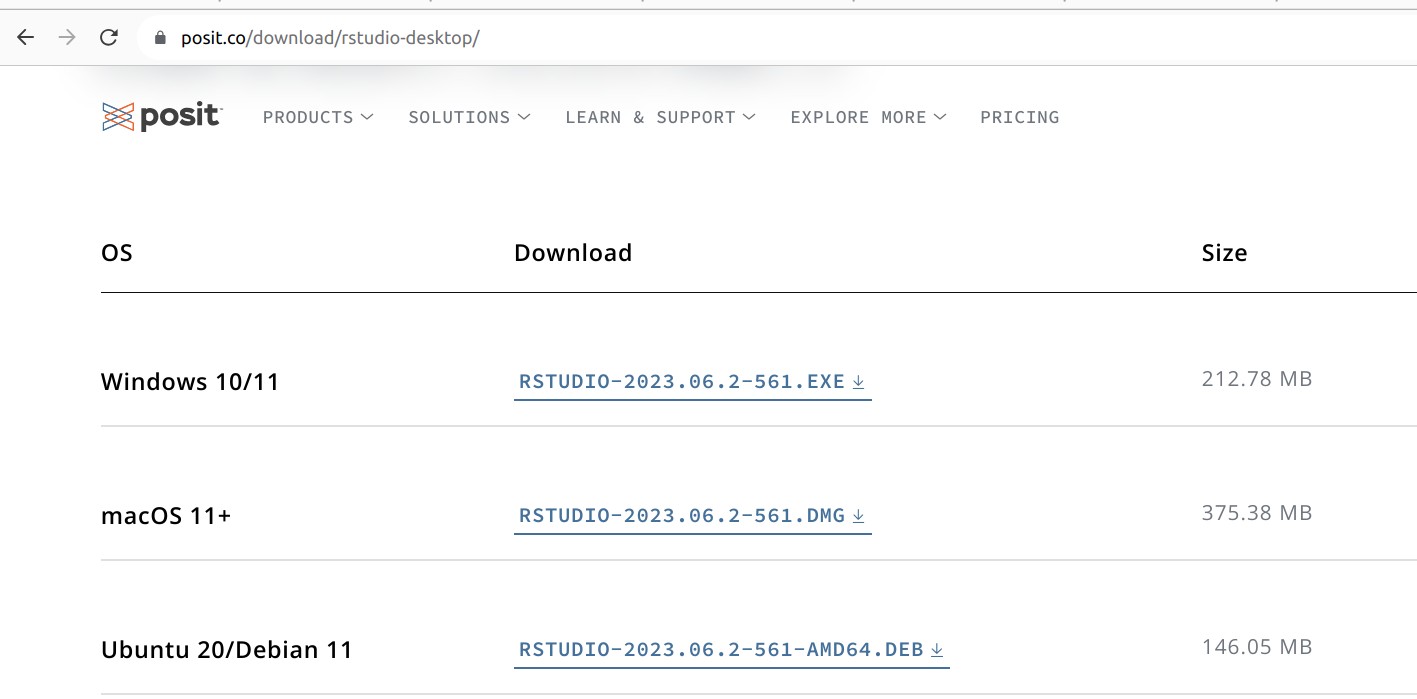 posit.co/download/rstudio-desktop/
posit PRODUCTS SOLUTIONS LEARN & SUPPORT EXPLORE MORE PRICING
OS Download Size
Windows 10/11 RSTUDIO-2023.06.2-561.EXE 212.78 MB
macOS 11+ RSTUDIO-2023.06.2-561.DMG 375.38 MB
Ubuntu 20/Debian 11 RSTUDIO-2023.06.2-561-AMD64.DEB 146.05 MB